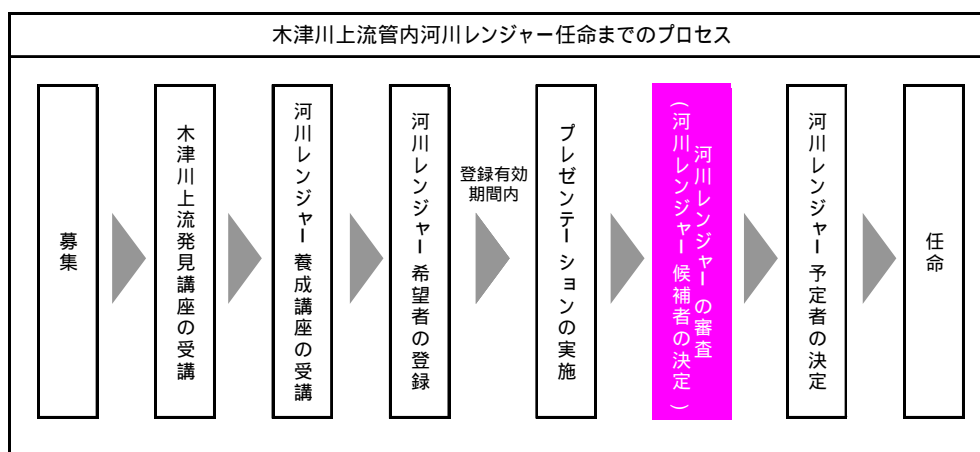 木津川上流管内河川レンジャー任命までのプロセス
募集
木津川上流発見講座の受講
河川レンジャー養成講座の受講
河川レンジャー希望者の登録
登録有効
期間内
プレゼンテーションの実施
河川レンジャーの審査
(河川レンジャー候補者の決定)
河川レンジャー予定者の決定
任命